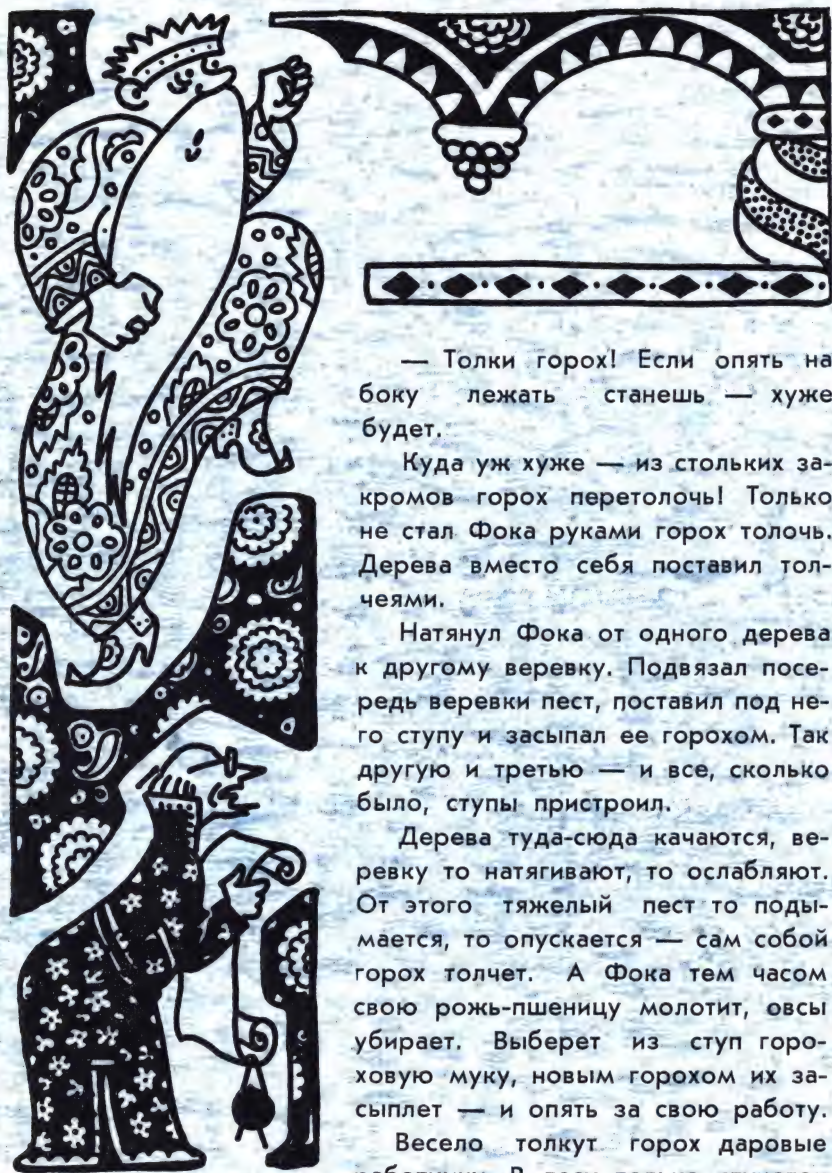 — Толки горох! Если опять на
боку лежать станешь — хуже
будет.
Куда уж хуже — из стольких за-
кромов горох перетолочь! Только
не стал Фока руками горох толочь.
Дерева вместо себя поставил тол-
чеями.
Натянул Фока от одного дерева
к другому веревку. Подвязал посе-
редь веревки пест, поставил под не-
го ступу и засыпал ее горохом. Так
другую и третью — и все, сколько
было, ступы пристроил.
Дерева туда-сюда качаются, ве-
ревку то натягивают, то ослабляют.
От этого тяжелый пест то поды-
мается, то опускается — сам собой
горох толчет. А Фока тем часом
свою рожь-пшеницу молотит, овсы
убирает. Выберет из ступ горо-
ховую муку, новым горохом их за-
сыплет — и опять за свою работу.
Весело толкут горох даровые